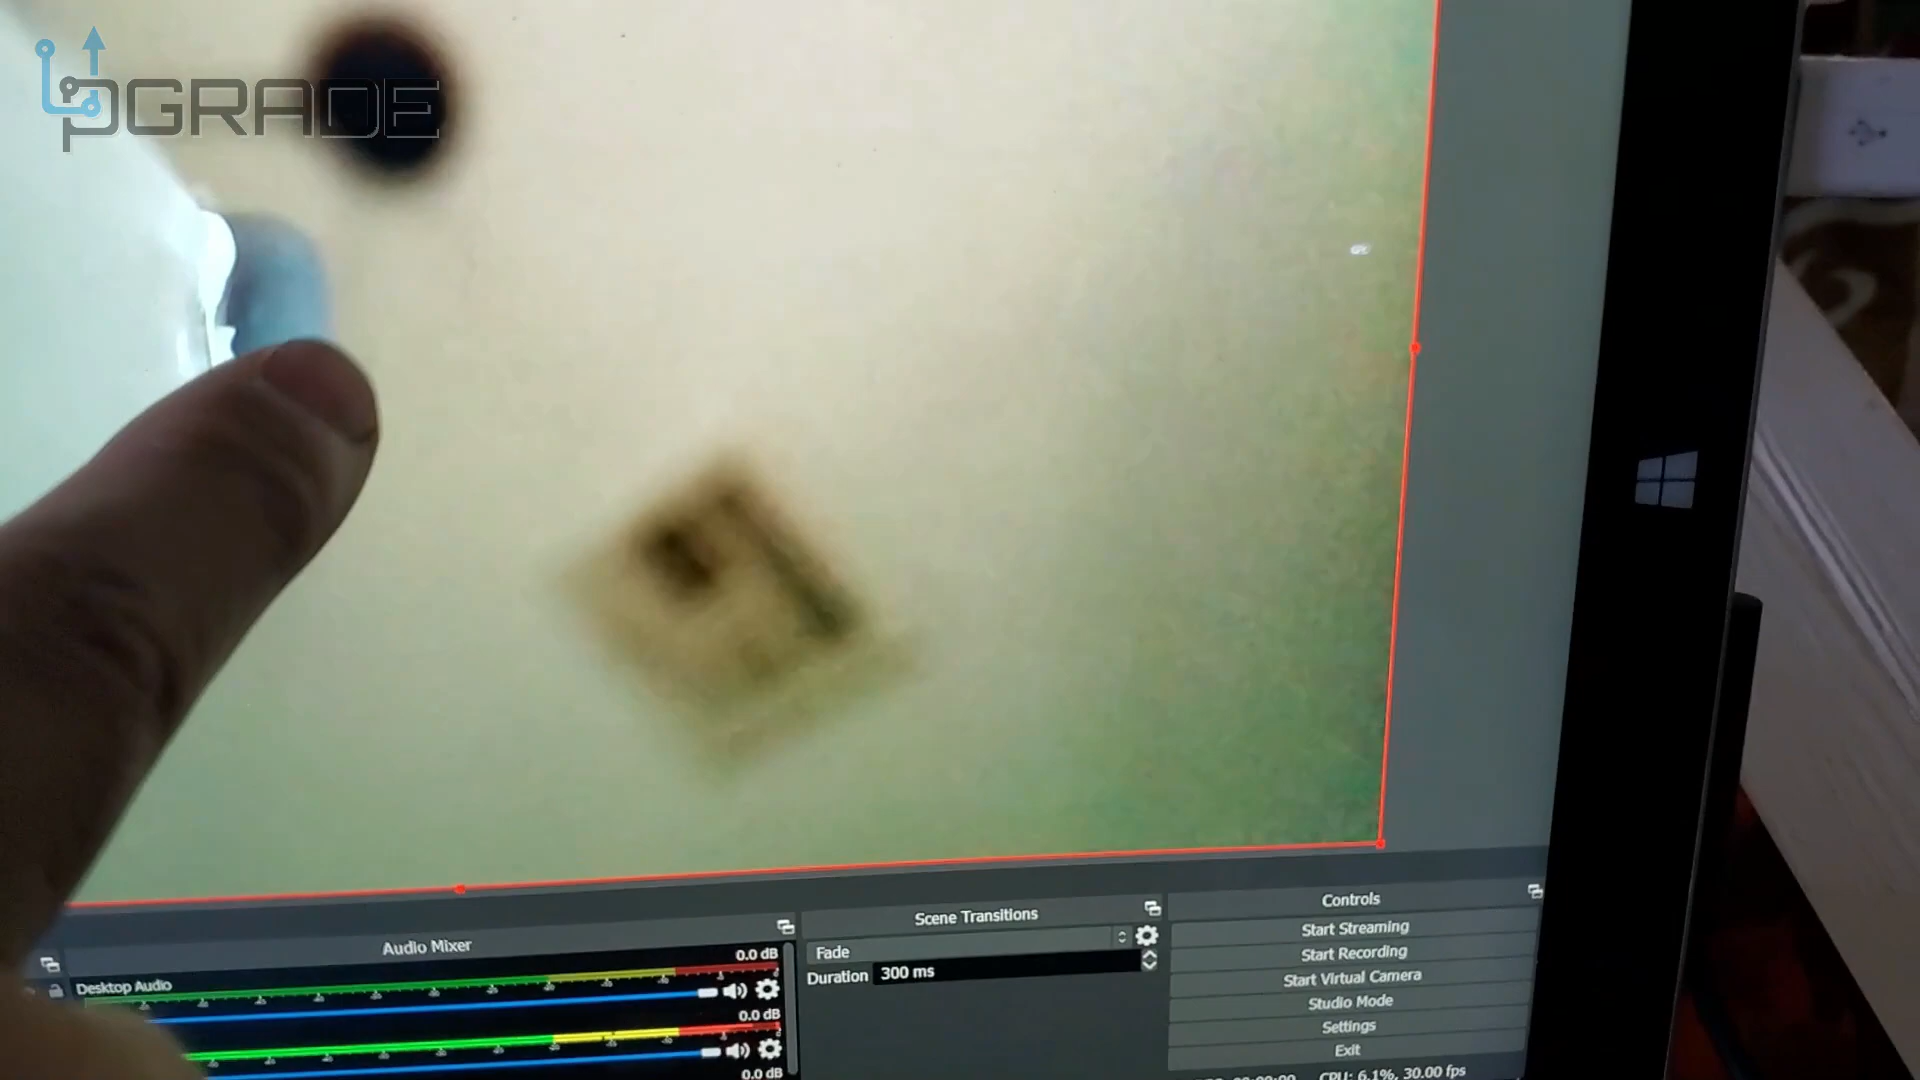 UPGRADE
Audio Mixer
Desktop Audio
0.0 dB
0.0 dB
0.0 dB
Scene Transitions
Fade
Duration 300 ms
Controls
Start Streaming
Start Recording
Start Virtual Camera
Studio Mode
Settings
Exit
CPU: 6.1%, 30.00 fps